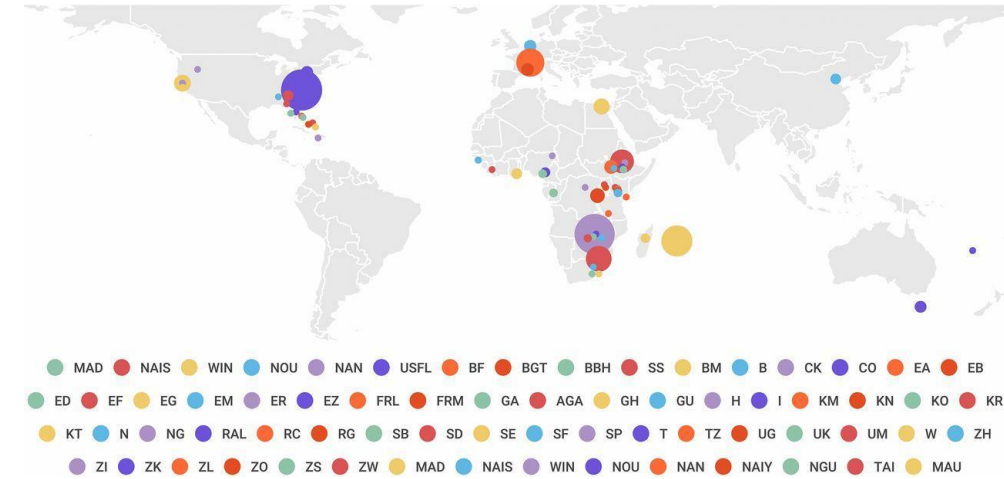 MAD NAIS WIN NOU NAN USFL BF BGT BBH SS BM B CK CO EA EB
ED EF EG EM ER EZ FRL FRM GA AGA GH GU H I KM KN KO KR
KT N NG RAL RC RG SB SD SE SF SP T TZ UG UK UM W ZH
ZI ZK ZL ZO ZS ZW MAD NAIS WIN NOU NAN NAIY NGU TAI MAU